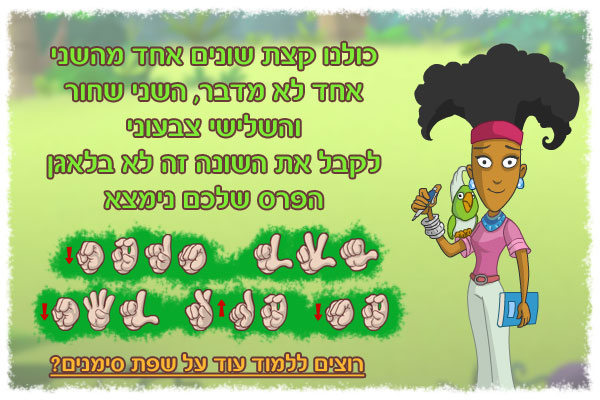 כולנו קצת שונים אחד מהשני
אחד לא מדבר, השני שחור
והשלישי צבעוני
לקבל את השונה זה לא בלאגן
הפרס שלכם נימצא
רוצים ללמוד עוד על שפת סימנים?